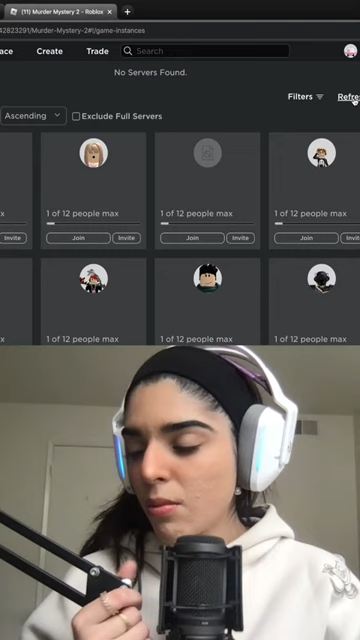 (11) Murder Mystery 2 - Roblox
42823291/Murder-Mystery-2#!/game-instances
Create
Trade
Search
No Servers Found.
Filters
Ascending
Exclude Full Servers
1 of 12 people max
1 of 12 people max
1 of 12 people max
Invite
Join
Invite
Join
Invite
Join
1 of 12 people max
1 of 12 people max
1 of 12 people max